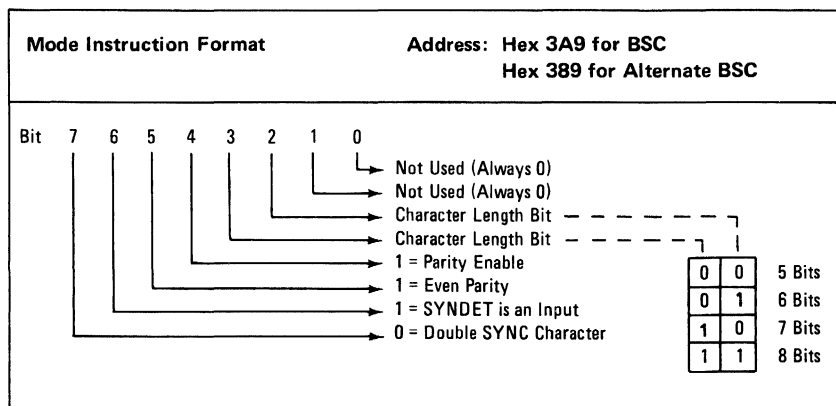 Mode Instruction Format
Address: Hex 3A9 for BSC
Hex 389 for Alternate BSC
Bit 7 6 5 4 3 2 1 0
Not Used (Always 0)
Not Used (Always 0)
Character Length Bit
Character Length Bit
1 = Parity Enable
1 = Even Parity
1 = SYNDET is an Input
0 = Double SYNC Character
0 0 5 Bits
0 1 6 Bits
1 0 7 Bits
1 1 8 Bits